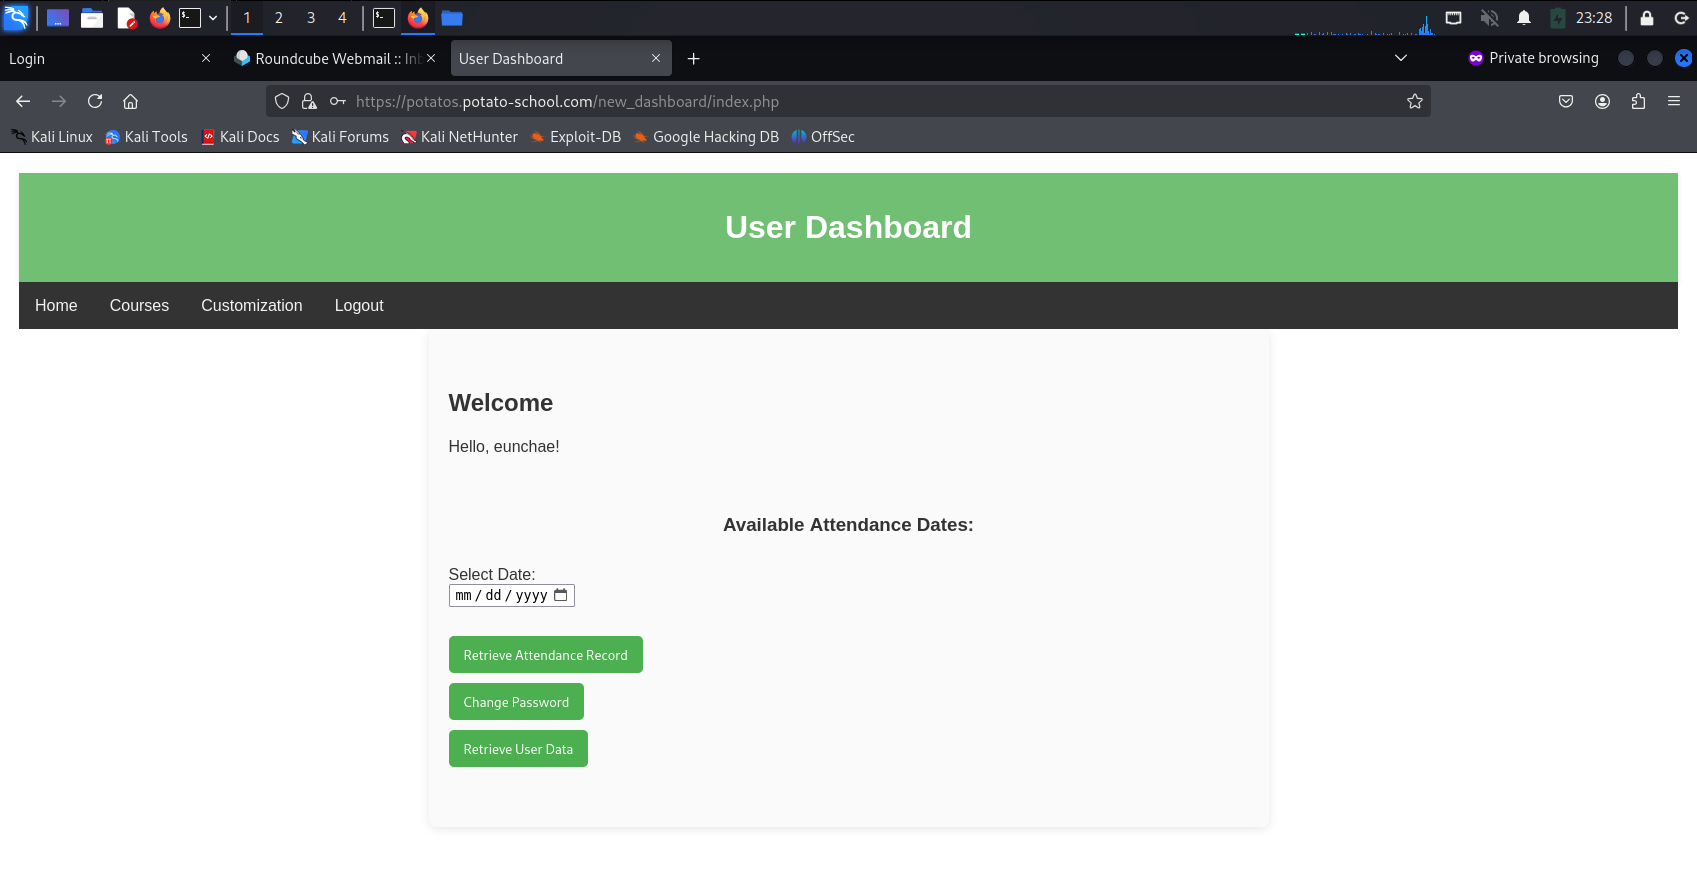 1 2 3 4 23:28
Login Roundcube Webmail :: Inb User Dashboard Private browsing
https://potatos.potato-school.com/new_dashboard/index.php
Kali Linux Kali Tools Kali Docs Kali Forums Kali NetHunter Exploit-DB Google Hacking DB OffSec
User Dashboard
Home Courses Customization Logout
Welcome
Hello, eunchae!
Available Attendance Dates:
Select Date:
mm / dd / yyyy
Retrieve Attendance Record
Change Password
Retrieve User Data